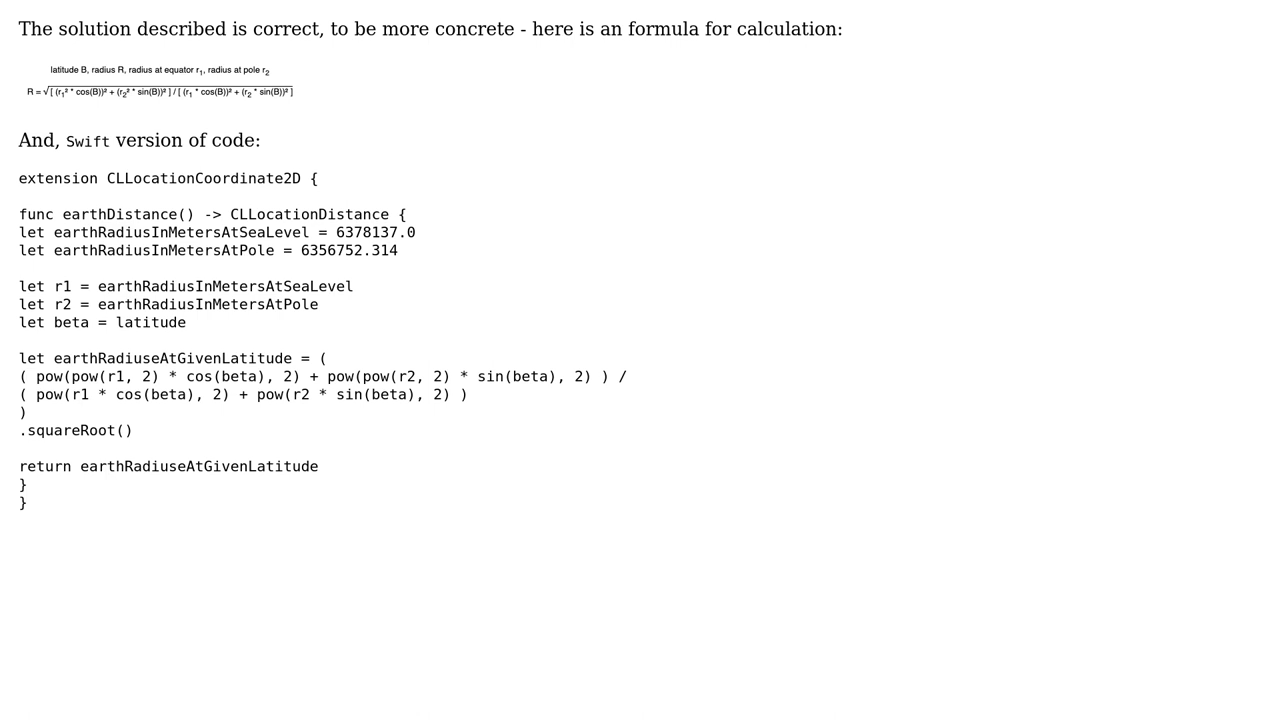 The solution described is correct, to be more concrete - here is an formula for calculation:
latitude B, radius R, radius at equator r₁, radius at pole r₂
R = √[ (r₁² * cos(B))² + (r₂² * sin(B))² ] / [ (r₁ * cos(B))² + (r₂ * sin(B))² ]
And, Swift version of code:
extension CLLocationCoordinate2D {
func earthDistance() -> CLLocationDistance {
let earthRadiusInMetersAtSeaLevel = 6378137.0
let earthRadiusInMetersAtPole = 6356752.314
let r1 = earthRadiusInMetersAtSeaLevel
let r2 = earthRadiusInMetersAtPole
let beta = latitude
let earthRadiuseAtGivenLatitude = (
( pow(pow(r1, 2) * cos(beta), 2) + pow(pow(r2, 2) * sin(beta), 2) ) /
( pow(r1 * cos(beta), 2) + pow(r2 * sin(beta), 2) )
)
.squareRoot()
return earthRadiuseAtGivenLatitude
}
}